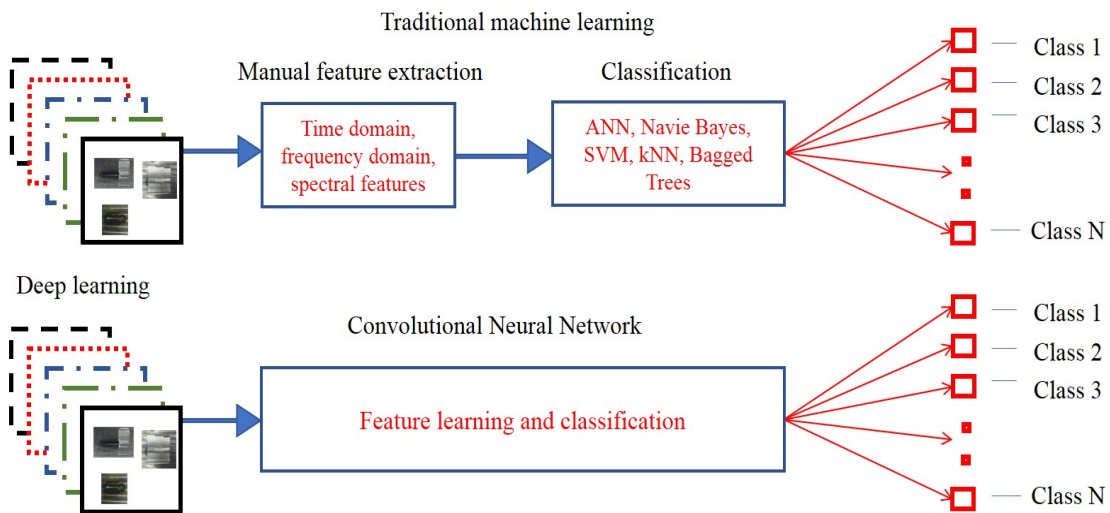 Traditional machine learning
Manual feature extraction
Classification
Time domain,
frequency domain,
spectral features
ANN, Navie Bayes,
SVM, kNN, Bagged
Trees
Class 1
Class 2
Class 3
Class N
Deep learning
Convolutional Neural Network
Feature learning and classification
Class 1
Class 2
Class 3
Class N